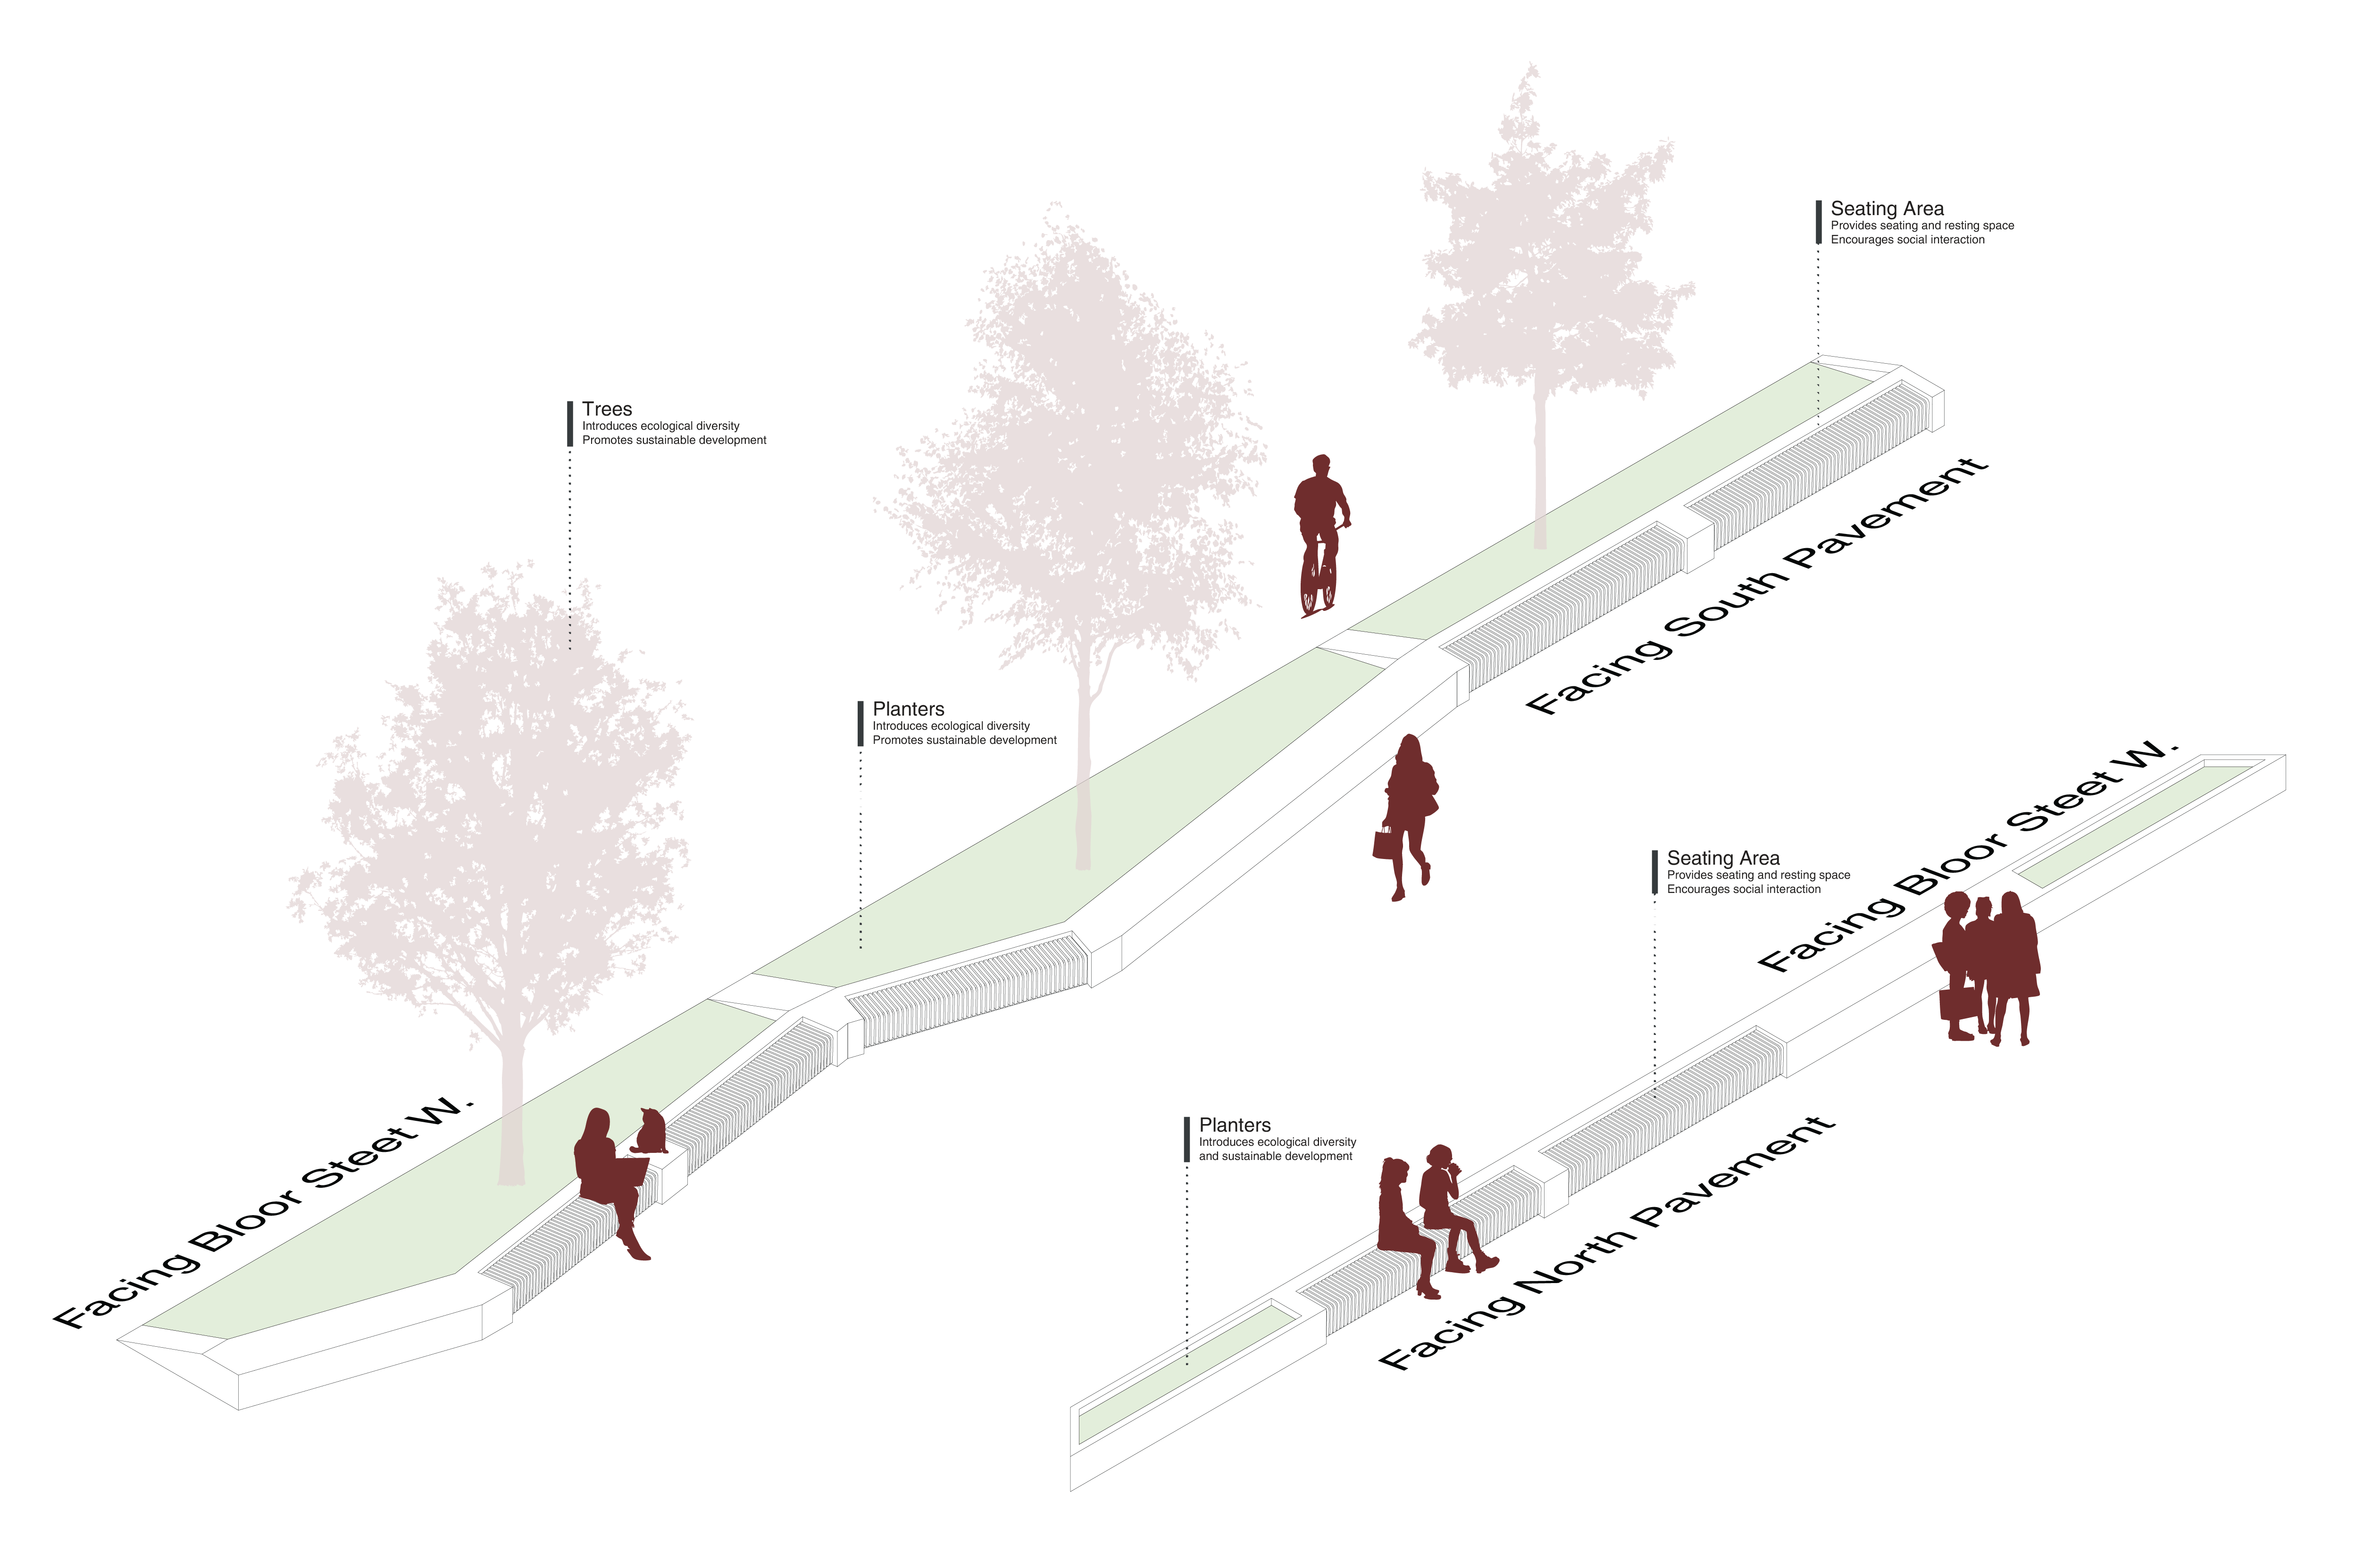 Seating Area
Provides seating and resting space
Encourages social interaction
Trees
Introduces ecological diversity
Promotes sustainable development
Facing South Pavement
Planters
Introduces ecological diversity
Promotes sustainable development
Facing Bloor Steet W.
Seating Area
Provides seating and resting space
Encourages social interaction
Facing Bloor Steet W.
Planters
Introduces ecological diversity
and sustainable development
Facing North Pavement